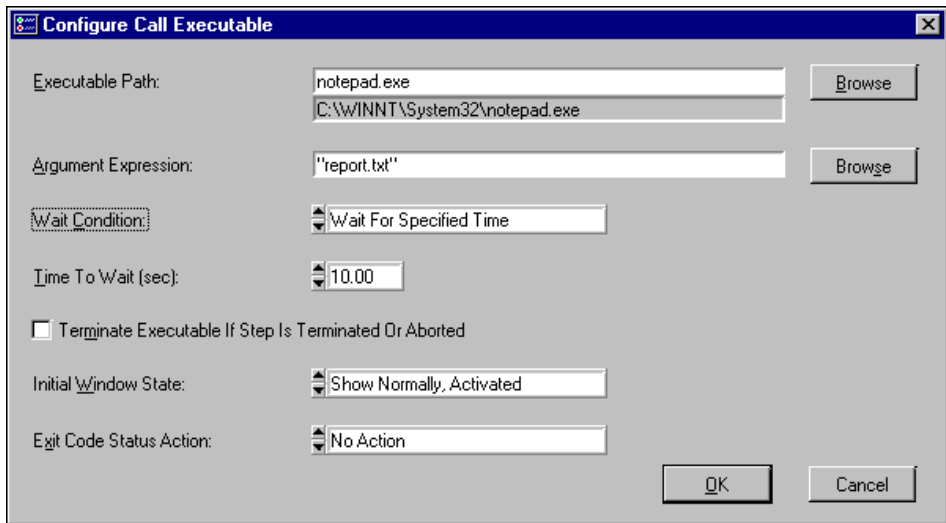 Configure Call Executable
Executable Path:
notepad.exe
Browse
C:\WINNT\System32\notepad.exe
Argument Expression:
"report.txt"
Browse
Wait Condition:
Wait For Specified Time
Time To Wait (sec):
10.00
Terminate Executable If Step Is Terminated Or Aborted
Initial Window State:
Show Normally, Activated
Exit Code Status Action:
No Action
OK
Cancel